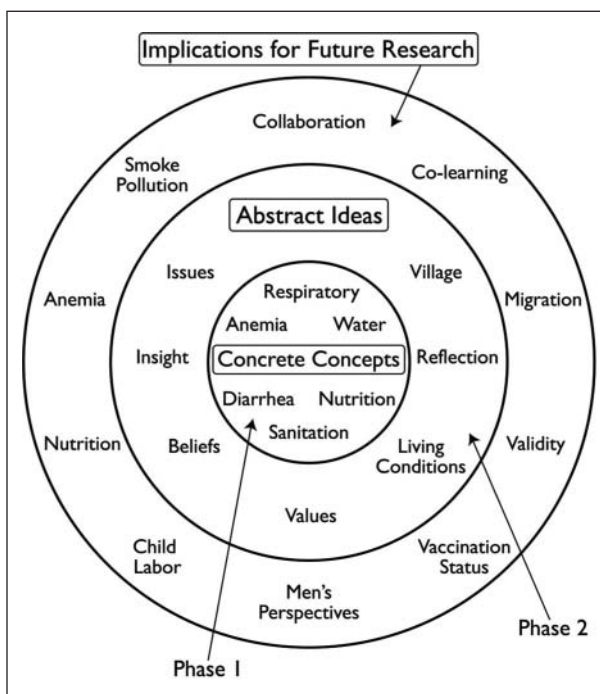 Implications for Future Research
Collaboration
Smoke
Pollution
Co-learning
Abstract Ideas
Issues
Village
Respiratory
Anemia
Migration
Anemia
Water
Insight
Concrete Concepts
Reflection
Diarrhea
Nutrition
Nutrition
Beliefs
Sanitation
Living
Conditions
Validity
Values
Child
Labor
Vaccination
Status
Men's
Perspectives
Phase 2
Phase 1